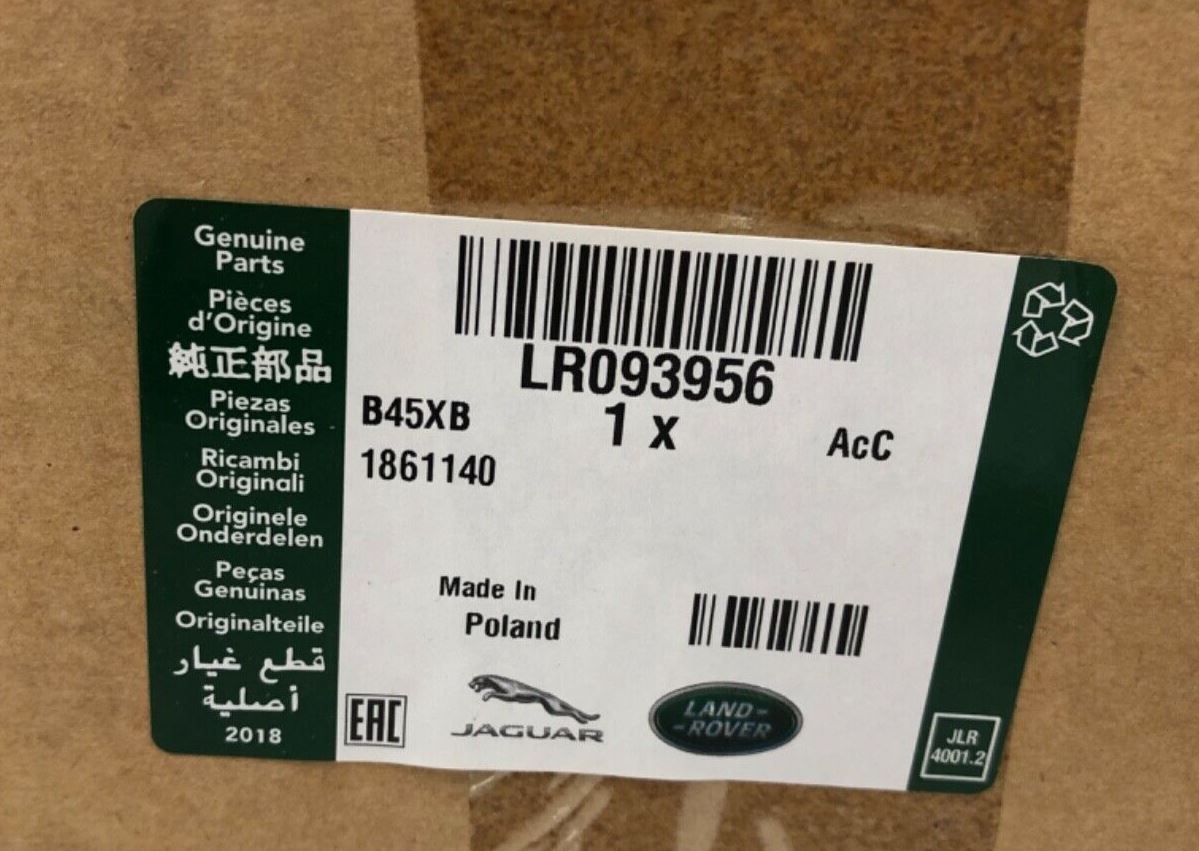 Genuine
Parts
Pièces
d'Origine
純正部品
Piezas
Originales
Ricambi
Originali
Originele
Onderdelen
Peças
Genuinas
Originalteile
قطع غيار
أصلية
2018
LR093956
B45XB
1 x
AcC
1861140
Made In
Poland
EAC
JAGUAR
LAND-
-ROVER
JLR
4001.2